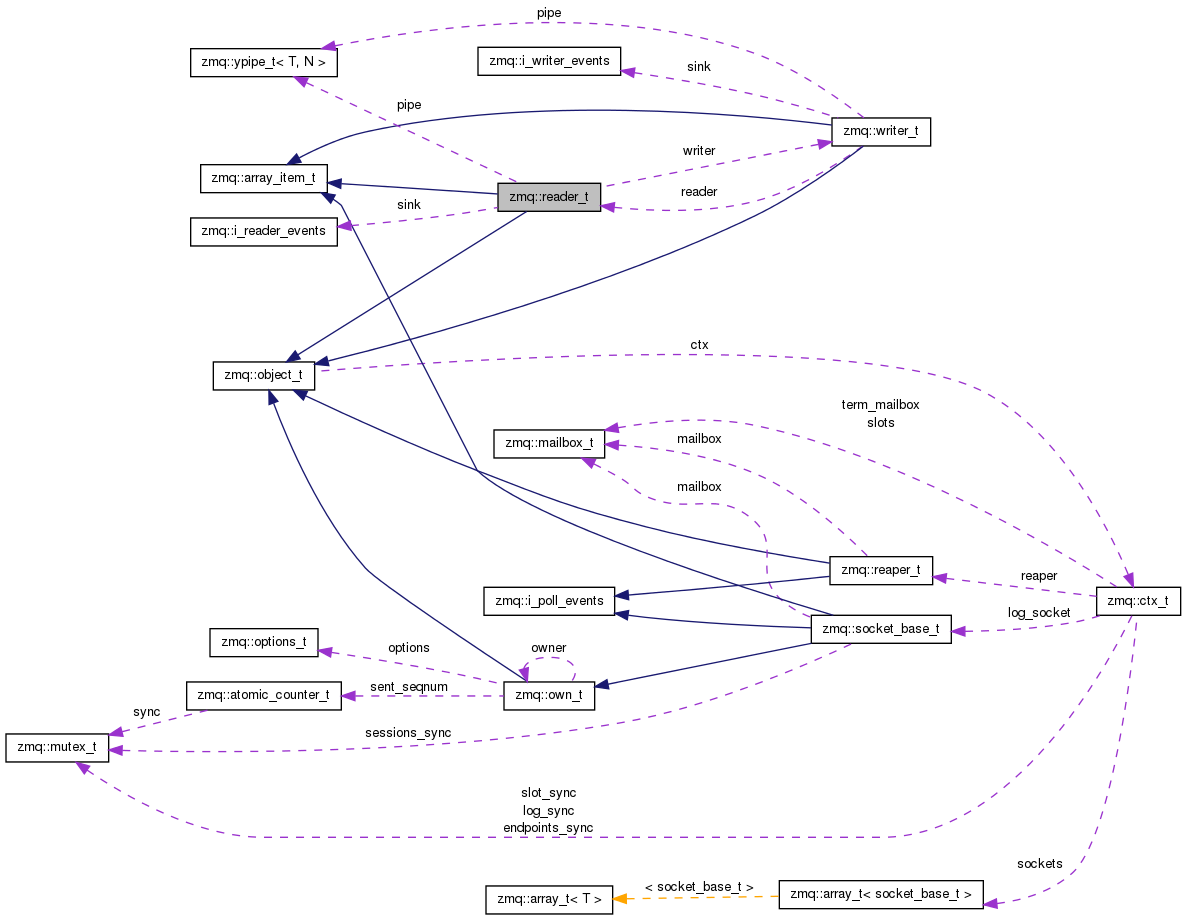 pipe
zmq::ypipe_t< T, N >
zmq::i_writer_events
sink
pipe
zmq::writer_t
writer
zmq::array_item_t
reader
zmq::reader_t
sink
zmq::i_reader_events
ctx
zmq::object_t
term_mailbox
slots
mailbox
zmq::mailbox_t
mailbox
zmq::reaper_t
reaper
zmq::i_poll_events
zmq::ctx_t
log_socket
zmq::socket_base_t
zmq::options_t
options
owner
sent_seqnum
zmq::atomic_counter_t
zmq::own_t
sync
sessions_sync
zmq::mutex_t
slot_sync
log_sync
endpoints_sync
sockets
< socket_base_t >
zmq::array_t< socket_base_t >
zmq::array_t< T >